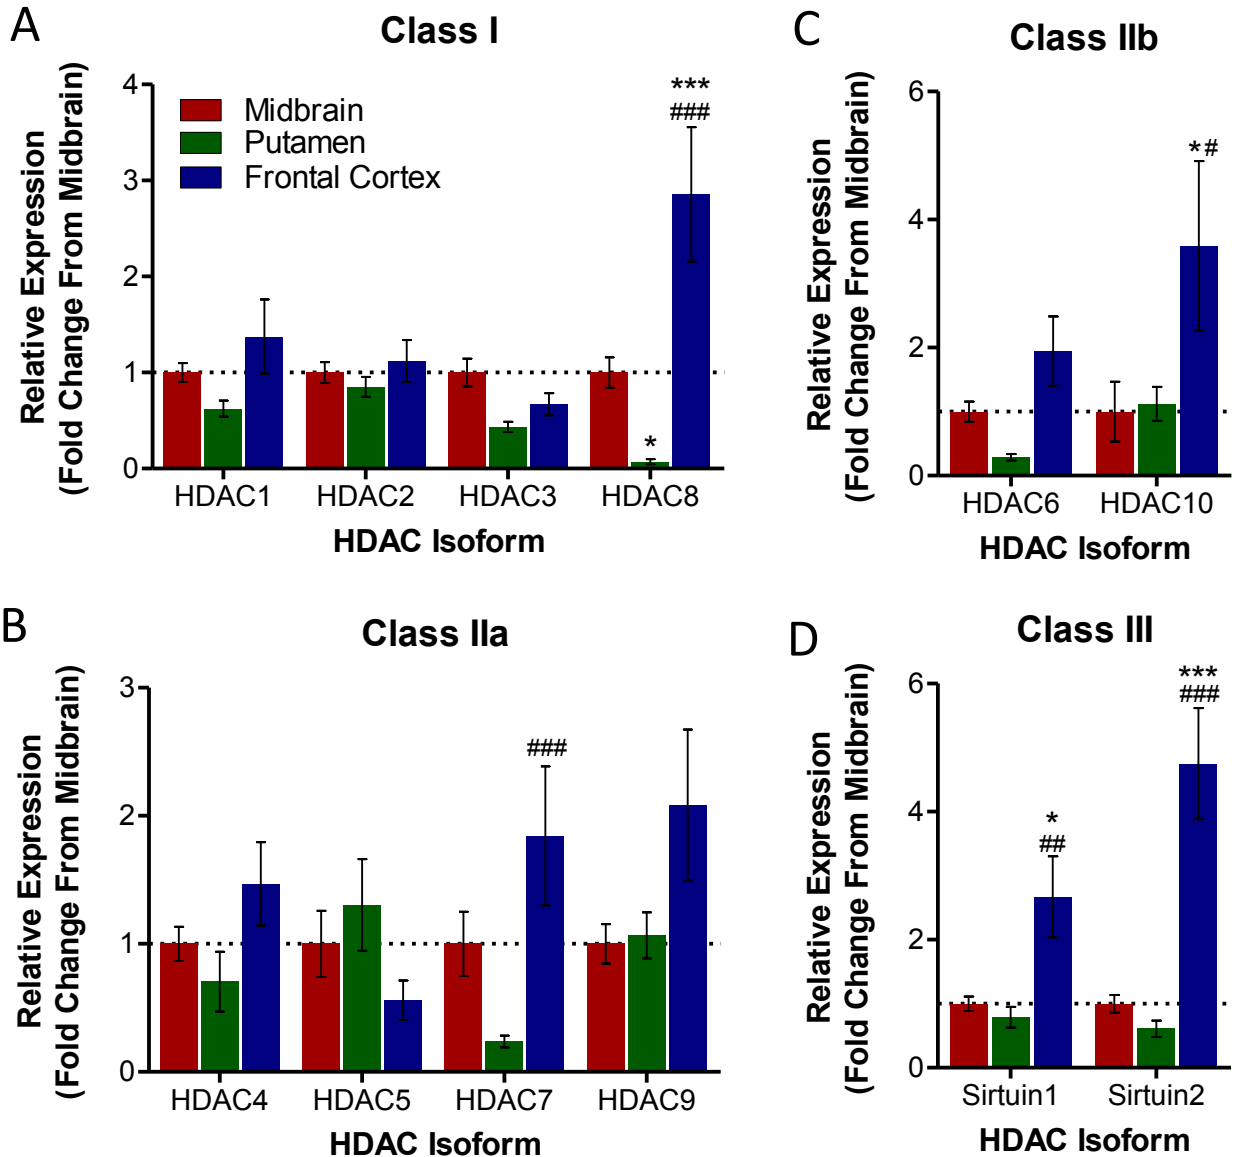 A
Class I
Relative Expression
(Fold Change From Midbrain)
4
3
2
1
0
Midbrain
Putamen
Frontal Cortex
***
###
*
HDAC1 HDAC2 HDAC3 HDAC8
HDAC Isoform
C
Class IIb
Relative Expression
(Fold Change From Midbrain)
6
4
2
0
*#
HDAC6 HDAC10
HDAC Isoform
B
Class IIa
Relative Expression
(Fold Change From Midbrain)
3
2
1
0
###
HDAC4 HDAC5 HDAC7 HDAC9
HDAC Isoform
D
Class III
Relative Expression
(Fold Change From Midbrain)
6
4
2
0
*
##
***
###
Sirtuin1 Sirtuin2
HDAC Isoform